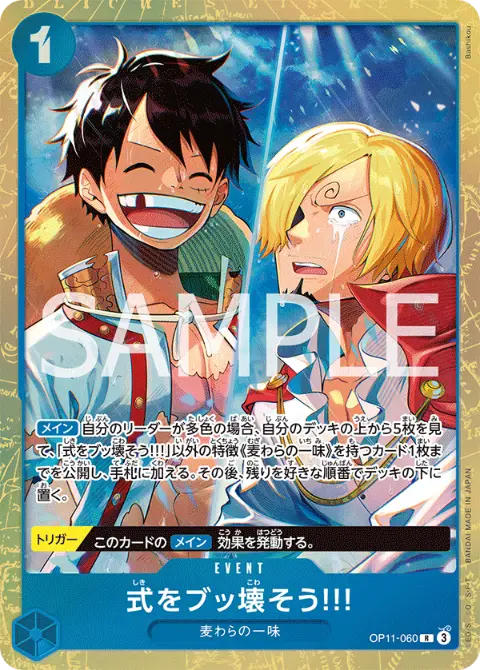 1
Bashikou
SAMPLE
メイン 自分のリーダーが多色の場合、自分のデッキの上から5枚を見
て、「式をブッ壊そう!!!」以外の特徴《麦わらの一味》を持つカード1枚ま
でを公開し、手札に加える。その後、残りを好きな順番でデッキの下に
置く。
トリガー このカードの メイン 効果を発動する。
EVENT
式をブッ壊そう!!!
麦わらの一味
OP11-060 R 3
BANDAI MADE IN JAPAN